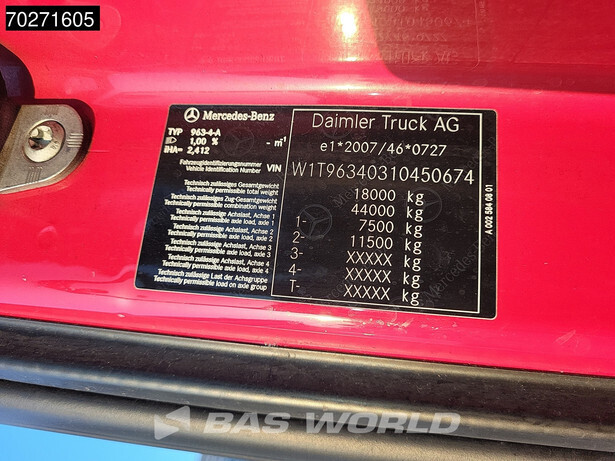 70271605
Mercedes-Benz
TYP 963-4-A
1,00 % - m⁻¹
IHA= 2,412
Fahrzeugidentifizierungsnummer
Vehicle Identification Number VIN
Daimler Truck AG
e1*2007/46*0727
W1T96340310450674
Technisch zulässiges Gesamtgewicht
Technically permissible total weight 18000 kg
Technisch zulässiges Zug-Gesamtgewicht
Technically permissible combination weight 44000 kg
Technisch zulässige Achslast, Achse 1
Technically permissible axle load, axle 1 1- 7500 kg
Technisch zulässige Achslast, Achse 2
Technically permissible axle load, axle 2 2- 11500 kg
Technisch zulässige Achslast, Achse 3
Technically permissible axle load, axle 3 3- XXXXX kg
Technisch zulässige Achslast, Achse 4
Technically permissible axle load, axle 4 4- XXXXX kg
Technisch zulässige Last der Achsgruppe
Technically permissible load on axle group T- XXXXX kg
A 002 584 08 01
BAS WORLD